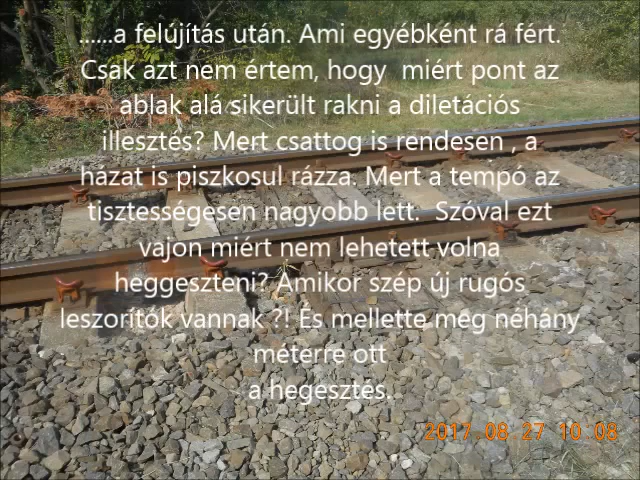 ......a felújítás után. Ami egyébként rá fért.
Csak azt nem értem, hogy  miért pont az
ablak alá sikerült rakni a diletációs
illesztés? Mert csattog is rendesen , a
házat is piszkosul rázza. Mert a tempó az
tisztességesen nagyobb lett.  Szóval ezt
vajon miért nem lehetett volna
heggeszteni? Amikor szép új rugós
leszorítók vannak ?! És mellette még néhány
méterre ott
a hegesztés.
2017.08.27 10:08